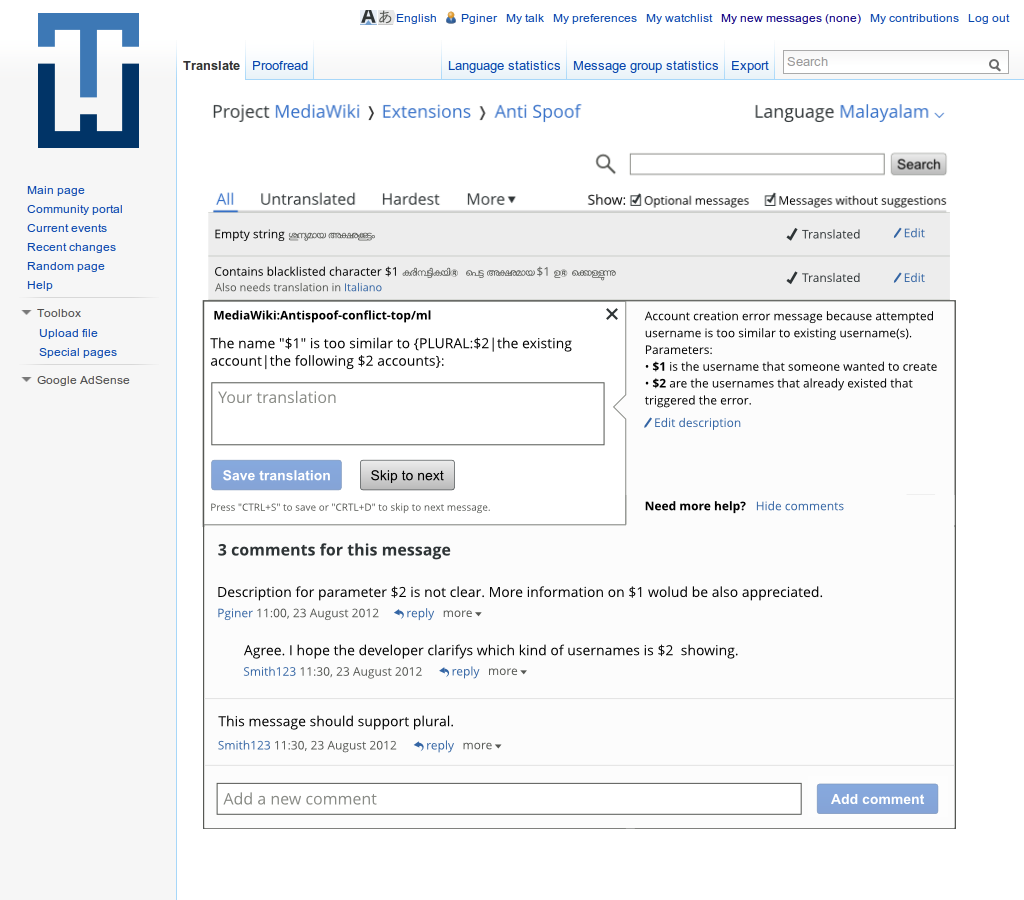 English Pginer My talk My preferences My watchlist My new messages (none) My contributions Log out
Translate Proofread Language statistics Message group statistics Export Search
Project MediaWiki ❭ Extensions ❭ Anti Spoof Language Malayalam
Search
Main page
Community portal
Current events
Recent changes
Random page
Help
Toolbox
Upload file
Special pages
Google AdSense
All Untranslated Hardest More Show: Optional messages Messages without suggestions
Empty string ശൂന്യമായ അക്ഷരക്കൂട്ടം Translated Edit
Contains blacklisted character $1 പെട്ട അക്ഷരമായ $1 Translated Edit
Also needs translation in Italiano
MediaWiki:Antispoof-conflict-top/ml
The name "$1" is too similar to {PLURAL:$2|the existing
account|the following $2 accounts}:
Your translation
Save translation Skip to next
Press "CTRL+S" to save or "CRTL+D" to skip to next message.
Account creation error message because attempted
username is too similar to existing username(s).
Parameters:
• $1 is the username that someone wanted to create
• $2 are the usernames that already existed that
triggered the error.
Edit description
Need more help? Hide comments
3 comments for this message
Description for parameter $2 is not clear. More information on $1 wolud be also appreciated.
Pginer 11:00, 23 August 2012 reply more
Agree. I hope the developer clarifys which kind of usernames is $2 showing.
Smith123 11:30, 23 August 2012 reply more
This message should support plural.
Smith123 11:30, 23 August 2012 reply more
Add a new comment Add comment